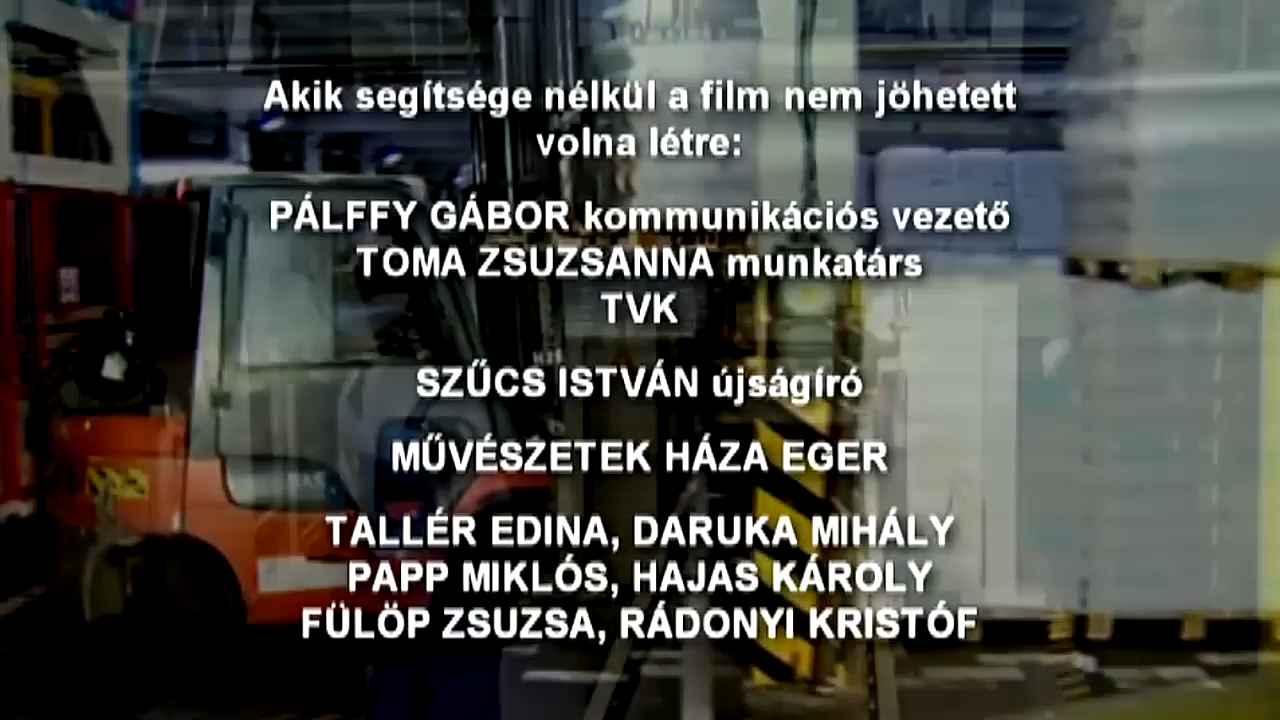 Akik segítsége nélkül a film nem jöhetett
volna létre:
PÁLFFY GÁBOR kommunikációs vezető
TOMA ZSUZSANNA munkatárs
TVK
SZŰCS ISTVÁN újságíró
MŰVÉSZETEK HÁZA EGER
TALLÉR EDINA, DARUKA MIHÁLY
PAPP MIKLÓS, HAJAS KÁROLY
FÜLÖP ZSUZSA, RÁDONYI KRISTÓF